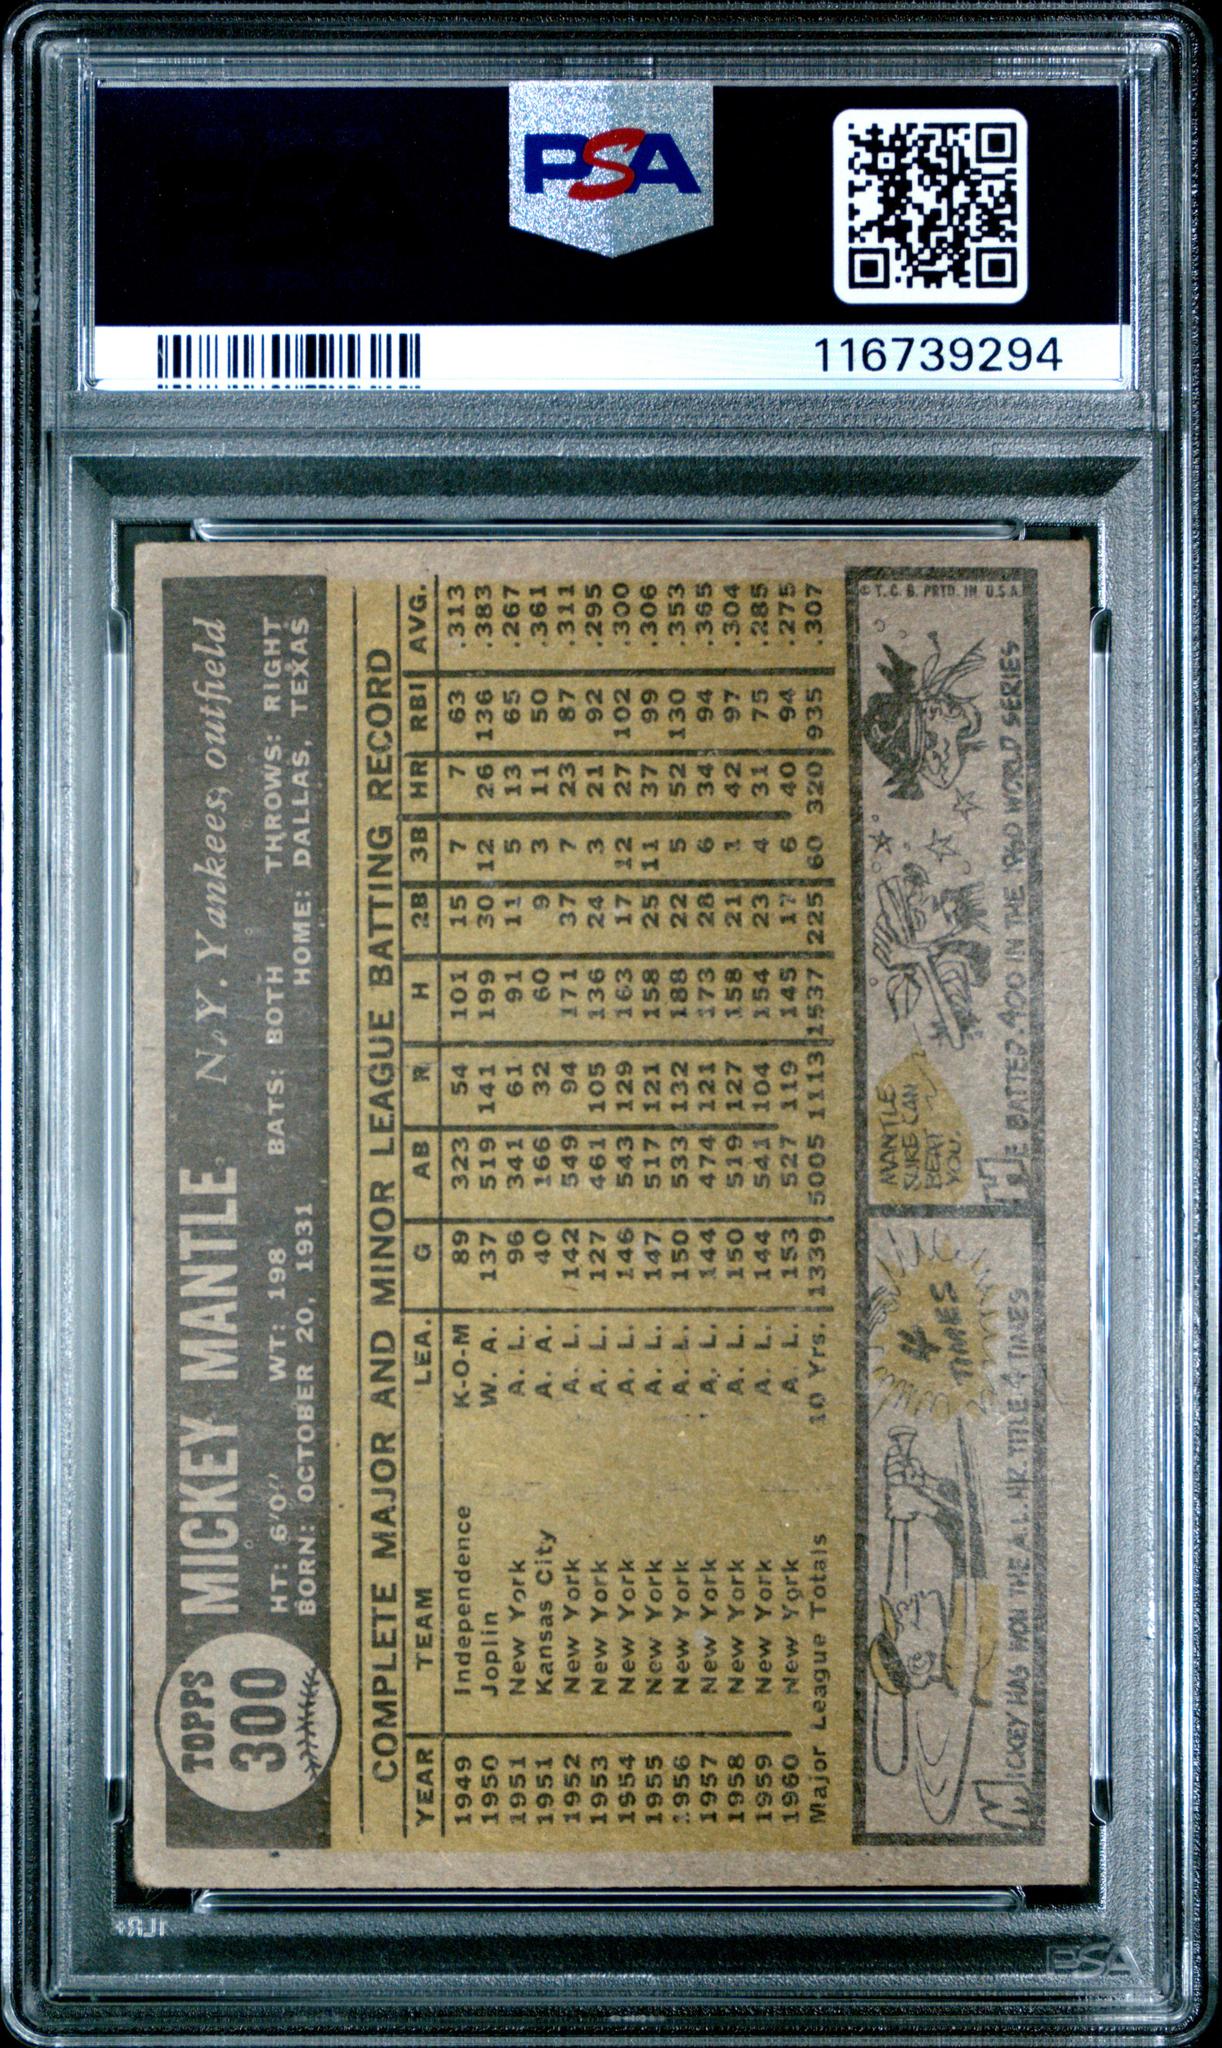 PSA
116739294
TOPPS
300
MICKEY MANTLE N.Y. Yankees, outfield
HT: 6'0" WT: 198 BATS: BOTH THROWS: RIGHT
BORN: OCTOBER 20, 1931 HOME: DALLAS, TEXAS
COMPLETE MAJOR AND MINOR LEAGUE BATTING RECORD
YEAR TEAM LEA. G AB R H 2B 3B HR RBI AVG.
1949 Independence K-O-M 89 323 54 101 15 7 7 63 .313
1950 Joplin W. A. 137 519 141 199 30 12 26 136 .383
1951 New York A. L. 96 341 61 91 11 5 13 65 .267
1951 Kansas City A. A. 40 166 32 60 9 3 11 50 .361
1952 New York A. L. 142 549 94 171 37 7 23 87 .311
1953 New York A. L. 127 461 105 136 24 3 21 92 .295
1954 New York A. L. 146 543 129 163 17 12 27 102 .300
1955 New York A. L. 147 517 121 158 25 11 37 99 .306
1956 New York A. L. 150 533 132 188 22 5 52 130 .353
1957 New York A. L. 144 474 121 173 28 6 34 94 .365
1958 New York A. L. 150 519 127 158 21 1 42 97 .304
1959 New York A. L. 144 541 104 154 23 4 31 75 .285
1960 New York A. L. 153 527 119 145 17 6 40 94 .275
Major League Totals 10 Yrs. 1339 5005 1113 1537 225 60 320 935 .307
4
TIMES
MICKEY HAS WON THE A.L. HR. TITLE 4 TIMES
MANTLE
SURE CAN
BEAT
YOU.
HE BATTED .400 IN THE 1960 WORLD SERIES
© T. C. G. PRTD. IN U.S.A.
PSA